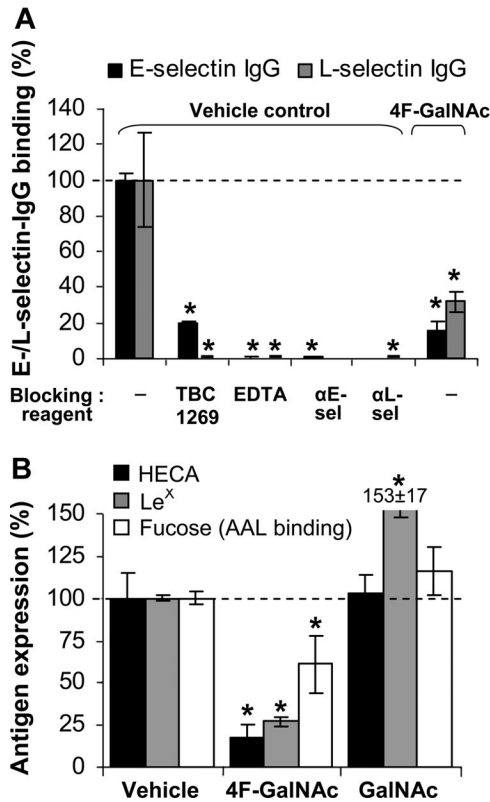 A
E-selectin IgG L-selectin IgG
E-/L-selectin-IgG binding (%)
140
120
100
80
60
40
20
0
Vehicle control 4F-GalNAc
* * * * * * * *
Blocking : – TBC EDTA αE- αL- –
reagent 1269 sel sel
B
HECA
Leˣ
Fucose (AAL binding)
Antigen expression (%)
150
125
100
75
50
25
0
* * * *
153±17
Vehicle 4F-GalNAc GalNAc